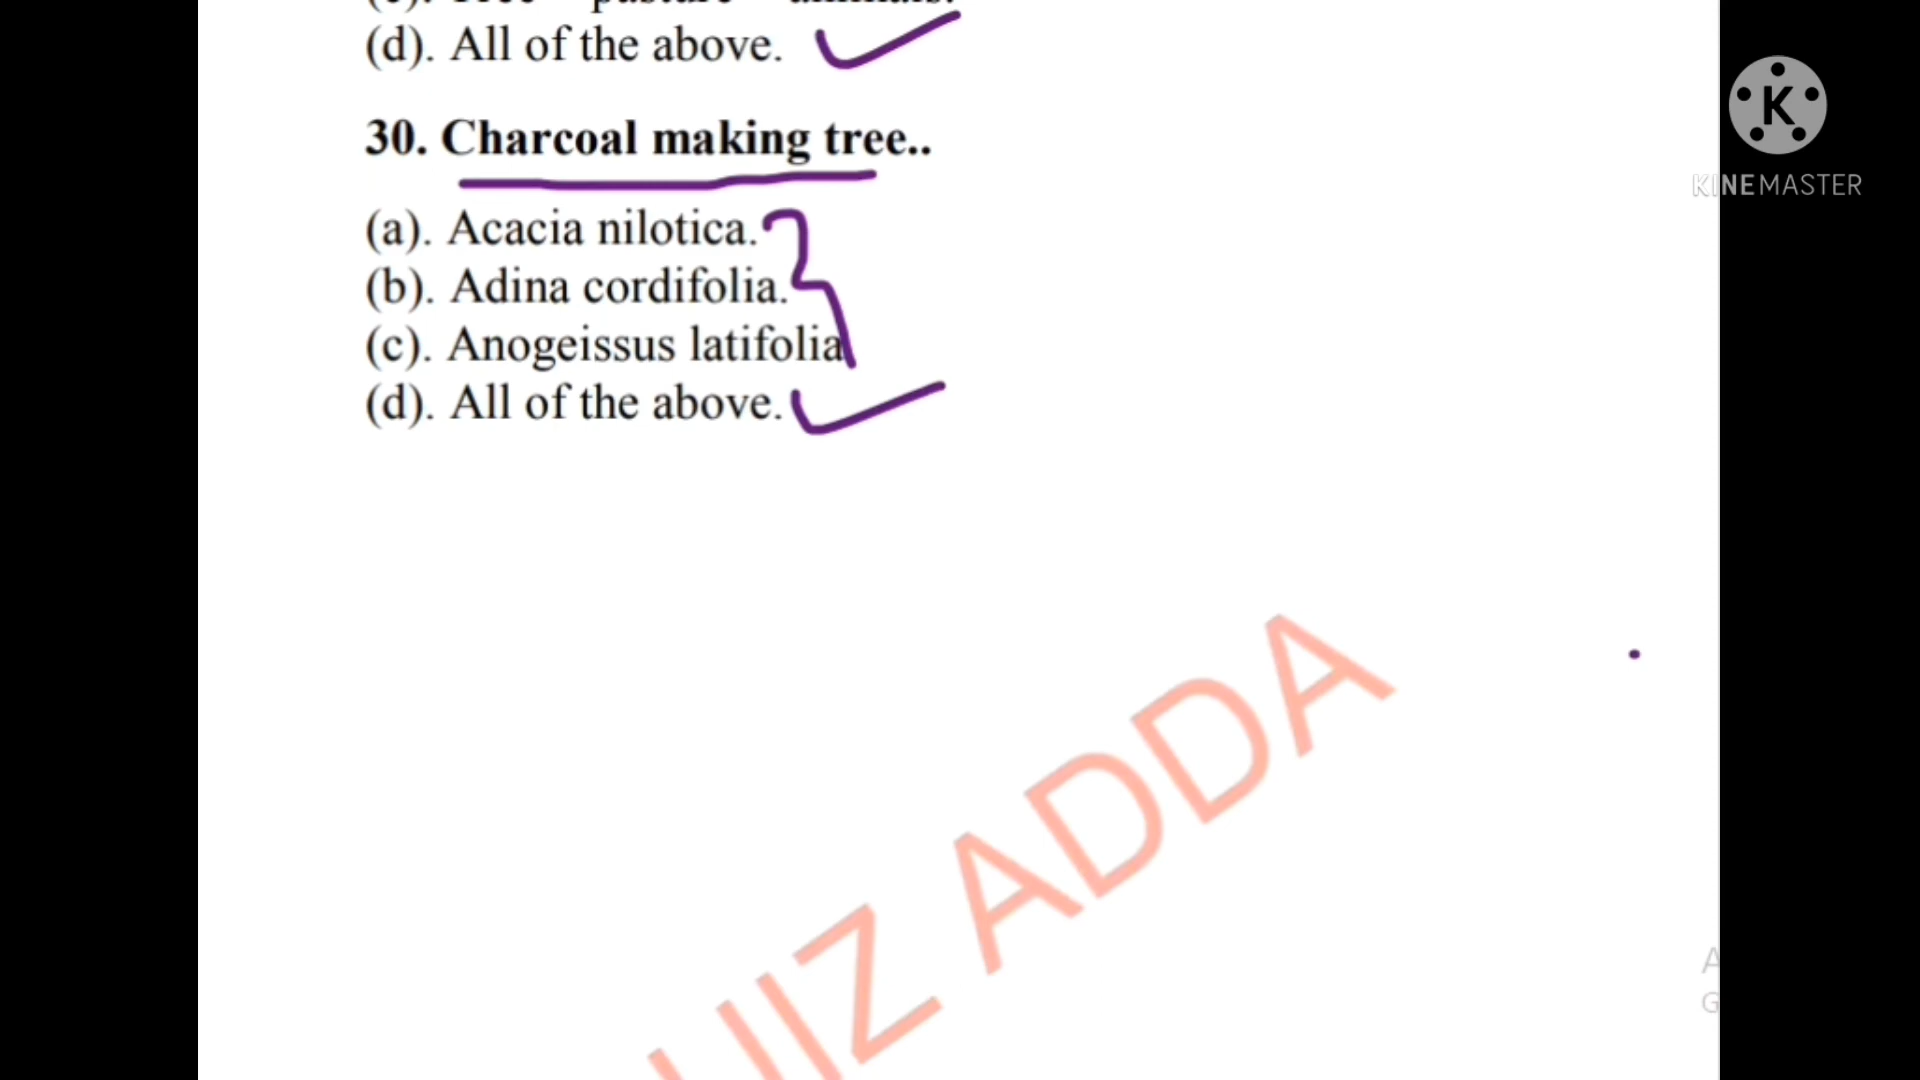 (d). All of the above.
30. Charcoal making tree..
(a). Acacia nilotica.
(b). Adina cordifolia.
(c). Anogeissus latifolia
(d). All of the above.
K
KINEMASTER
ADDA